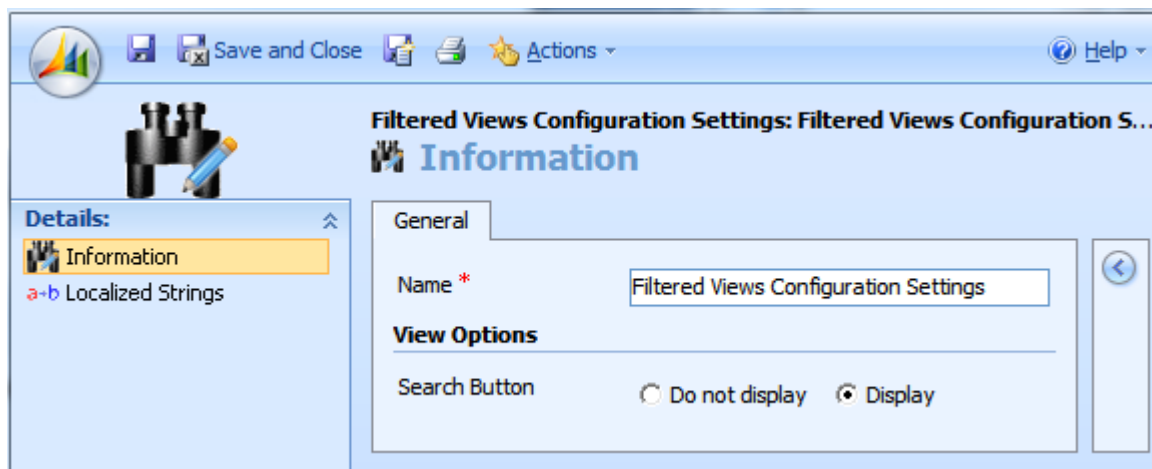 Save and Close Actions Help
Filtered Views Configuration Settings: Filtered Views Configuration S...
Information
Details:
Information
a→b Localized Strings
General
Name *
Filtered Views Configuration Settings
View Options
Search Button
Do not display Display